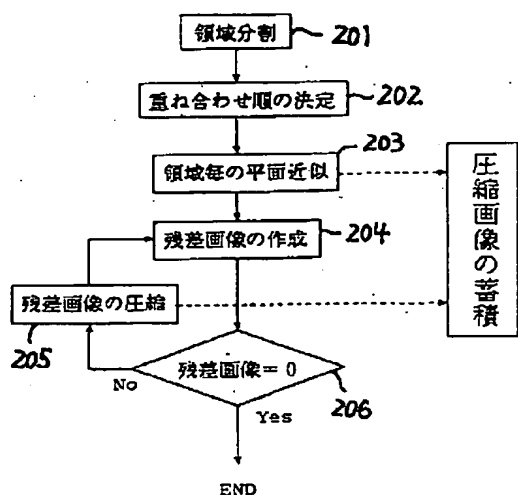 領域分割
201
重ね合わせ順の決定
202
領域毎の平面近似
203
残差画像の作成
204
残差画像の圧縮
205
残差画像=0
206
No
Yes
END
圧縮画像の蓄積